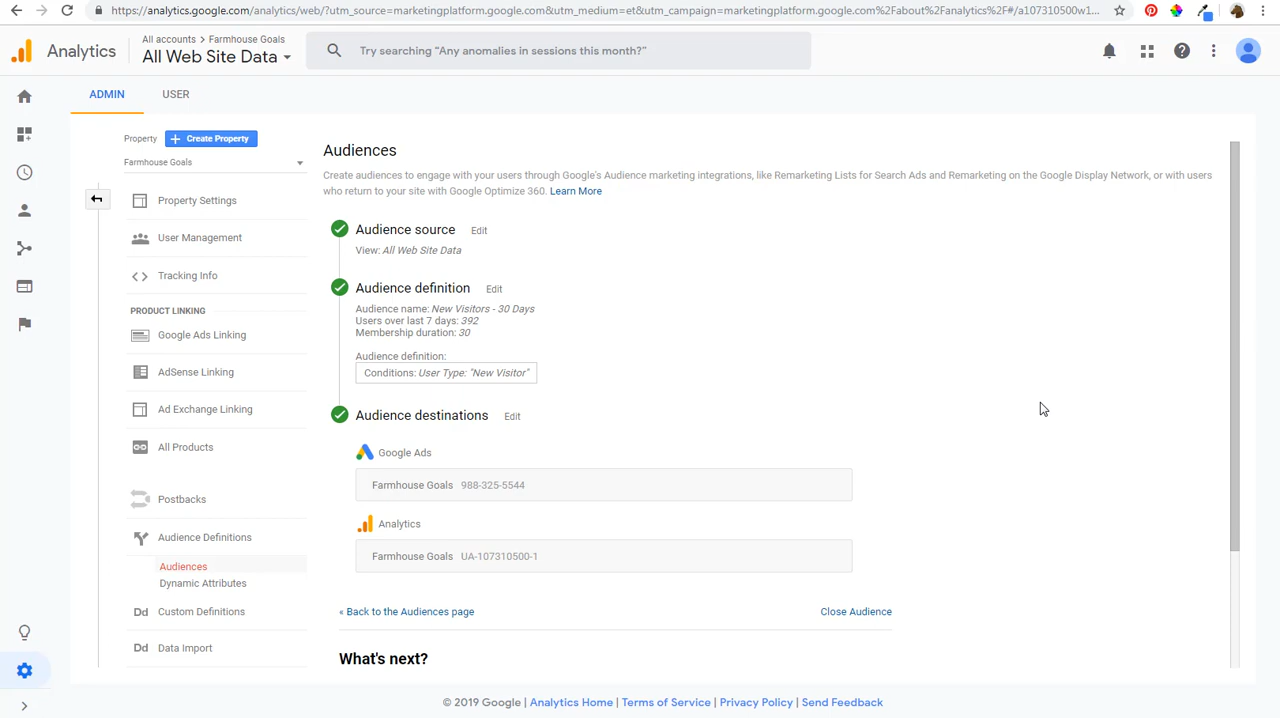 https://analytics.google.com/analytics/web/?utm_source=marketingplatform.google.com&utm_medium=et&utm_campaign=marketingplatform.google.com%2Fabout%2Fanalytics%2F#/a107310500w1...
Analytics
All accounts > Farmhouse Goals
All Web Site Data
Try searching "Any anomalies in sessions this month?"
ADMIN
USER
Property
+ Create Property
Farmhouse Goals
Property Settings
User Management
Tracking Info
PRODUCT LINKING
Google Ads Linking
AdSense Linking
Ad Exchange Linking
All Products
Postbacks
Audience Definitions
Audiences
Dynamic Attributes
Dd Custom Definitions
Dd Data Import
Audiences
Create audiences to engage with your users through Google's Audience marketing integrations, like Remarketing Lists for Search Ads and Remarketing on the Google Display Network, or with users
who return to your site with Google Optimize 360. Learn More
Audience source Edit
View: All Web Site Data
Audience definition Edit
Audience name: New Visitors - 30 Days
Users over last 7 days: 392
Membership duration: 30
Audience definition:
Conditions: User Type: "New Visitor"
Audience destinations Edit
Google Ads
Farmhouse Goals 988-325-5544
Analytics
Farmhouse Goals UA-107310500-1
« Back to the Audiences page
Close Audience
What's next?
© 2019 Google | Analytics Home | Terms of Service | Privacy Policy | Send Feedback